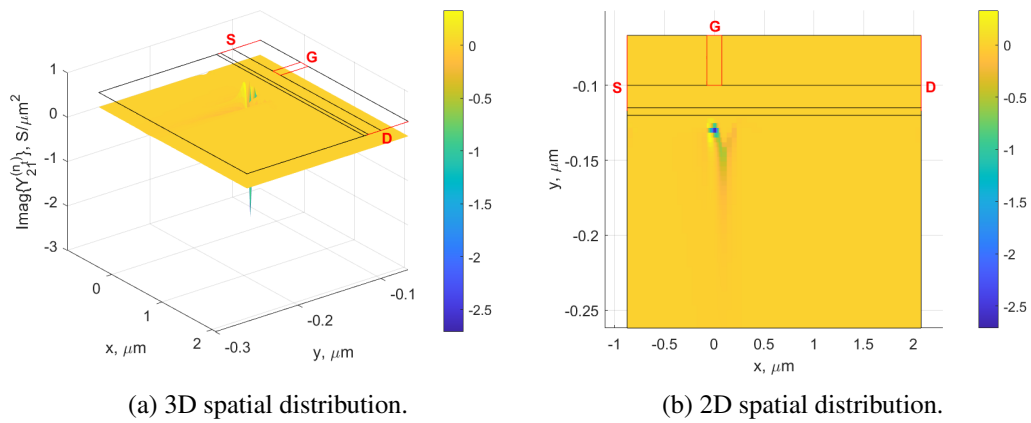 S
G
D
1
0
-1
-2
-3
Imag{Y₂₁⁽ⁿ⁾}, S/μm²
0
1
2
x, μm
-0.3
-0.2
-0.1
y, μm
0
-0.5
-1
-1.5
-2
-2.5
(a) 3D spatial distribution.
G
S
D
-0.1
-0.15
-0.2
-0.25
y, μm
-1 -0.5 0 0.5 1 1.5 2
x, μm
0
-0.5
-1
-1.5
-2
-2.5
(b) 2D spatial distribution.